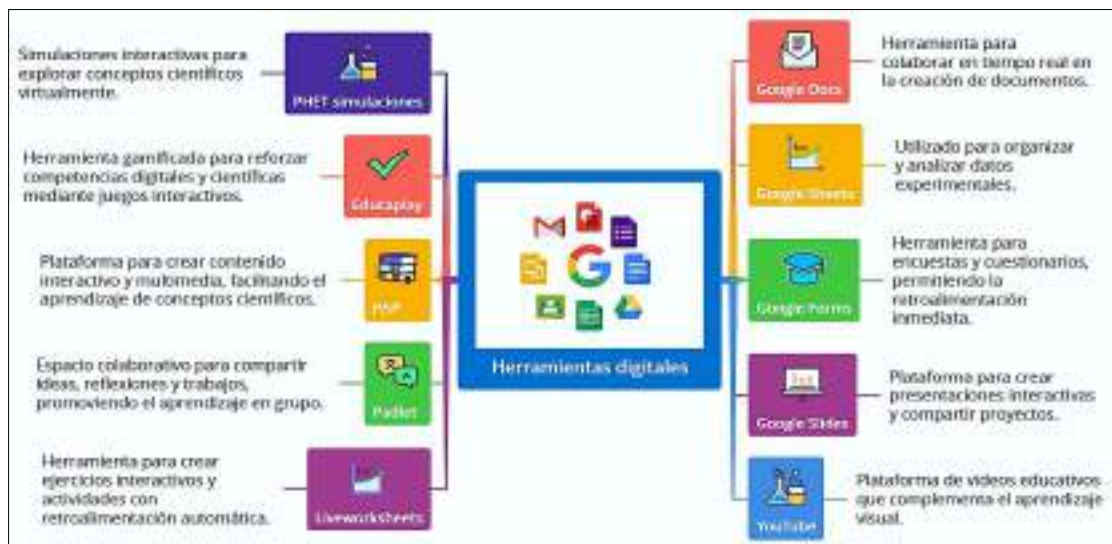 Simulaciones interactivas para
explorar conceptos científicos
virtualmente.
PHET simulaciones
Herramienta gamificada para reforzar
competencias digitales y científicas
mediante juegos interactivos.
Educaplay
Plataforma para crear contenido
interactivo y multimedia, facilitando el
aprendizaje de conceptos científicos.
Espacio colaborativo para compartir
ideas, reflexiones y trabajos,
promoviendo el aprendizaje en grupo.
Padlet
Herramienta para crear
ejercicios interactivos y
actividades con
retroalimentación automática.
Liveworksheets
Herramientas digitales
Google Docs
Herramienta para
colaborar en tiempo real en
la creación de documentos.
Google Sheets
Utilizado para organizar
y analizar datos
experimentales.
Google Forms
Herramienta para
encuestas y cuestionarios,
permitiendo la
retroalimentación
inmediata.
Google Slides
Plataforma para crear
presentaciones interactivas
y compartir proyectos.
YouTube
Plataforma de videos educativos
que complementa el aprendizaje
visual.